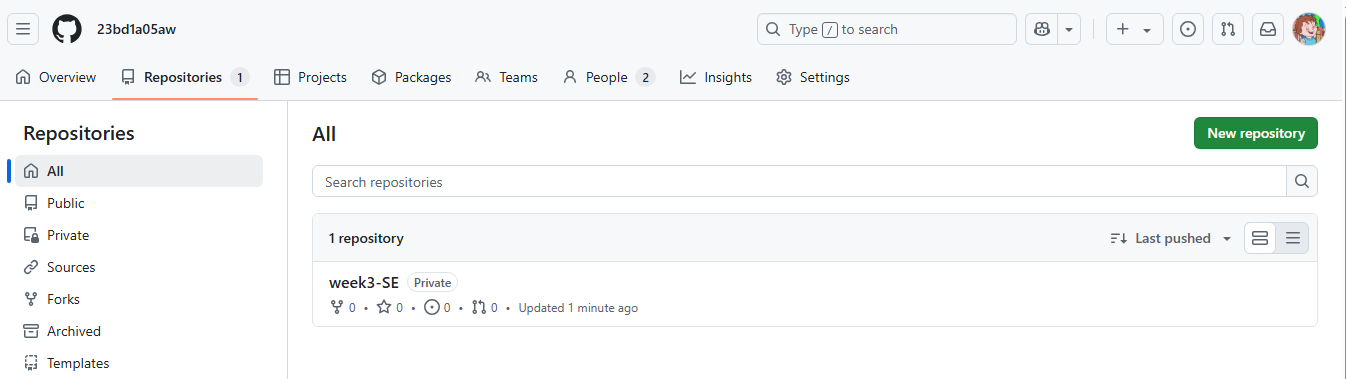 23bd1a05aw
Type / to search
Overview
Repositories 1
Projects
Packages
Teams
People 2
Insights
Settings
Repositories
All
Public
Private
Sources
Forks
Archived
Templates
All
New repository
Search repositories
1 repository
Last pushed
week3-SE Private
0 • 0 • 0 • 0 • Updated 1 minute ago